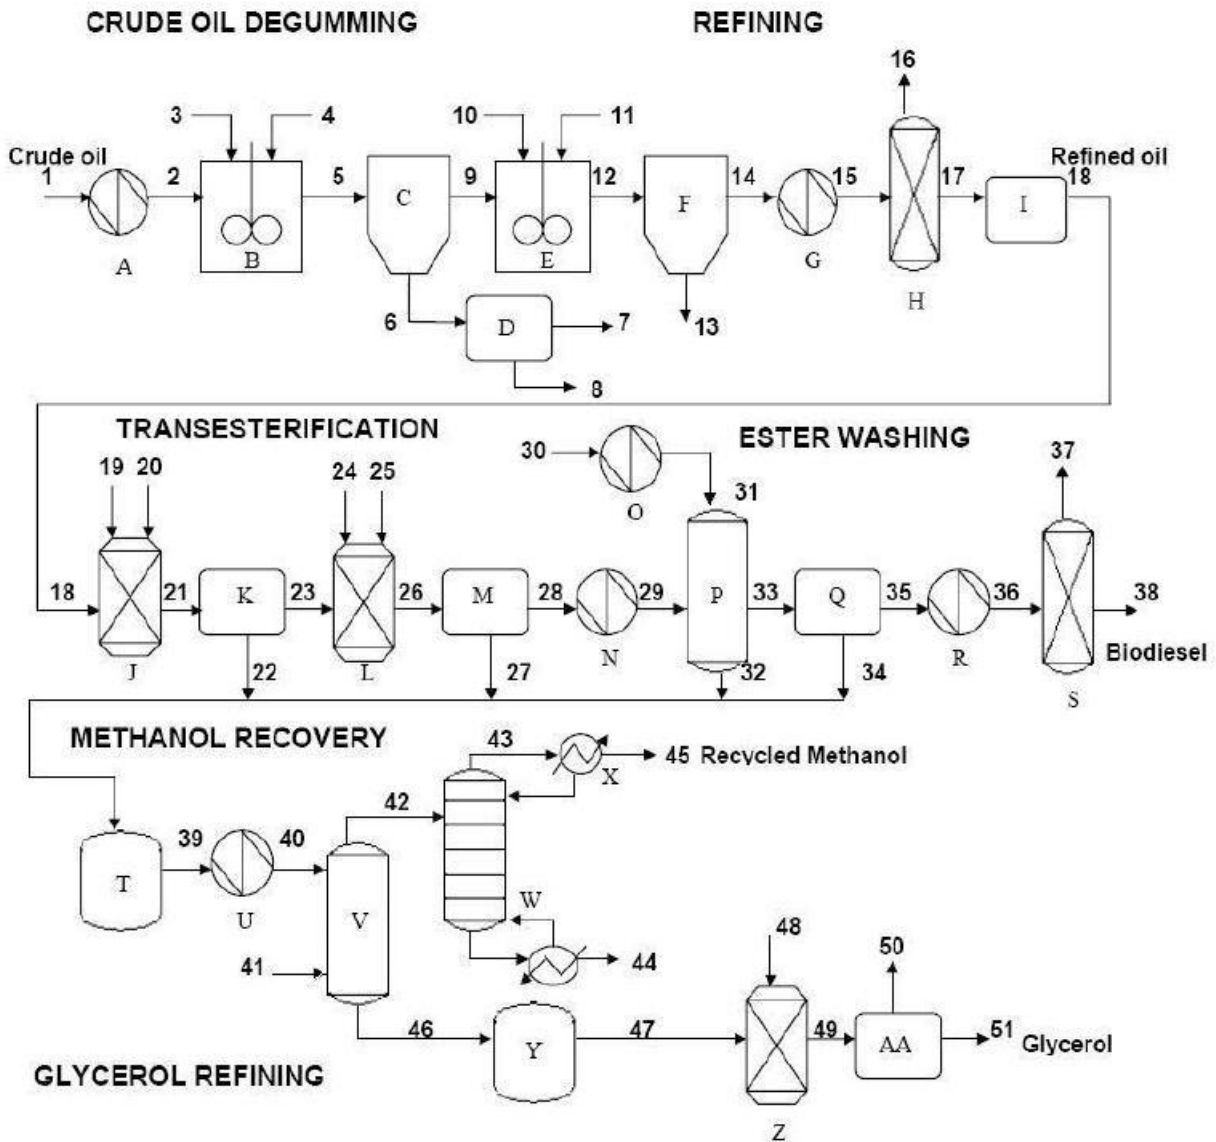 CRUDE OIL DEGUMMING REFINING
16
3 4 10 11
Crude oil Refined oil
1 2 5 9 12 14 15 17 18
C F I
A B E G H
6 D 7 13
8
TRANSESTERIFICATION ESTER WASHING
30 37
19 20 24 25 31
O
18 21 K 23 26 M 28 29 P 33 Q 35 36 38
J L N R Biodiesel
22 27 32 34 S
METHANOL RECOVERY 43 45 Recycled Methanol
X
42
39 40
T W
U V
41 44 48 50
46 Y 47 49 AA 51 Glycerol
GLYCEROL REFINING
Z